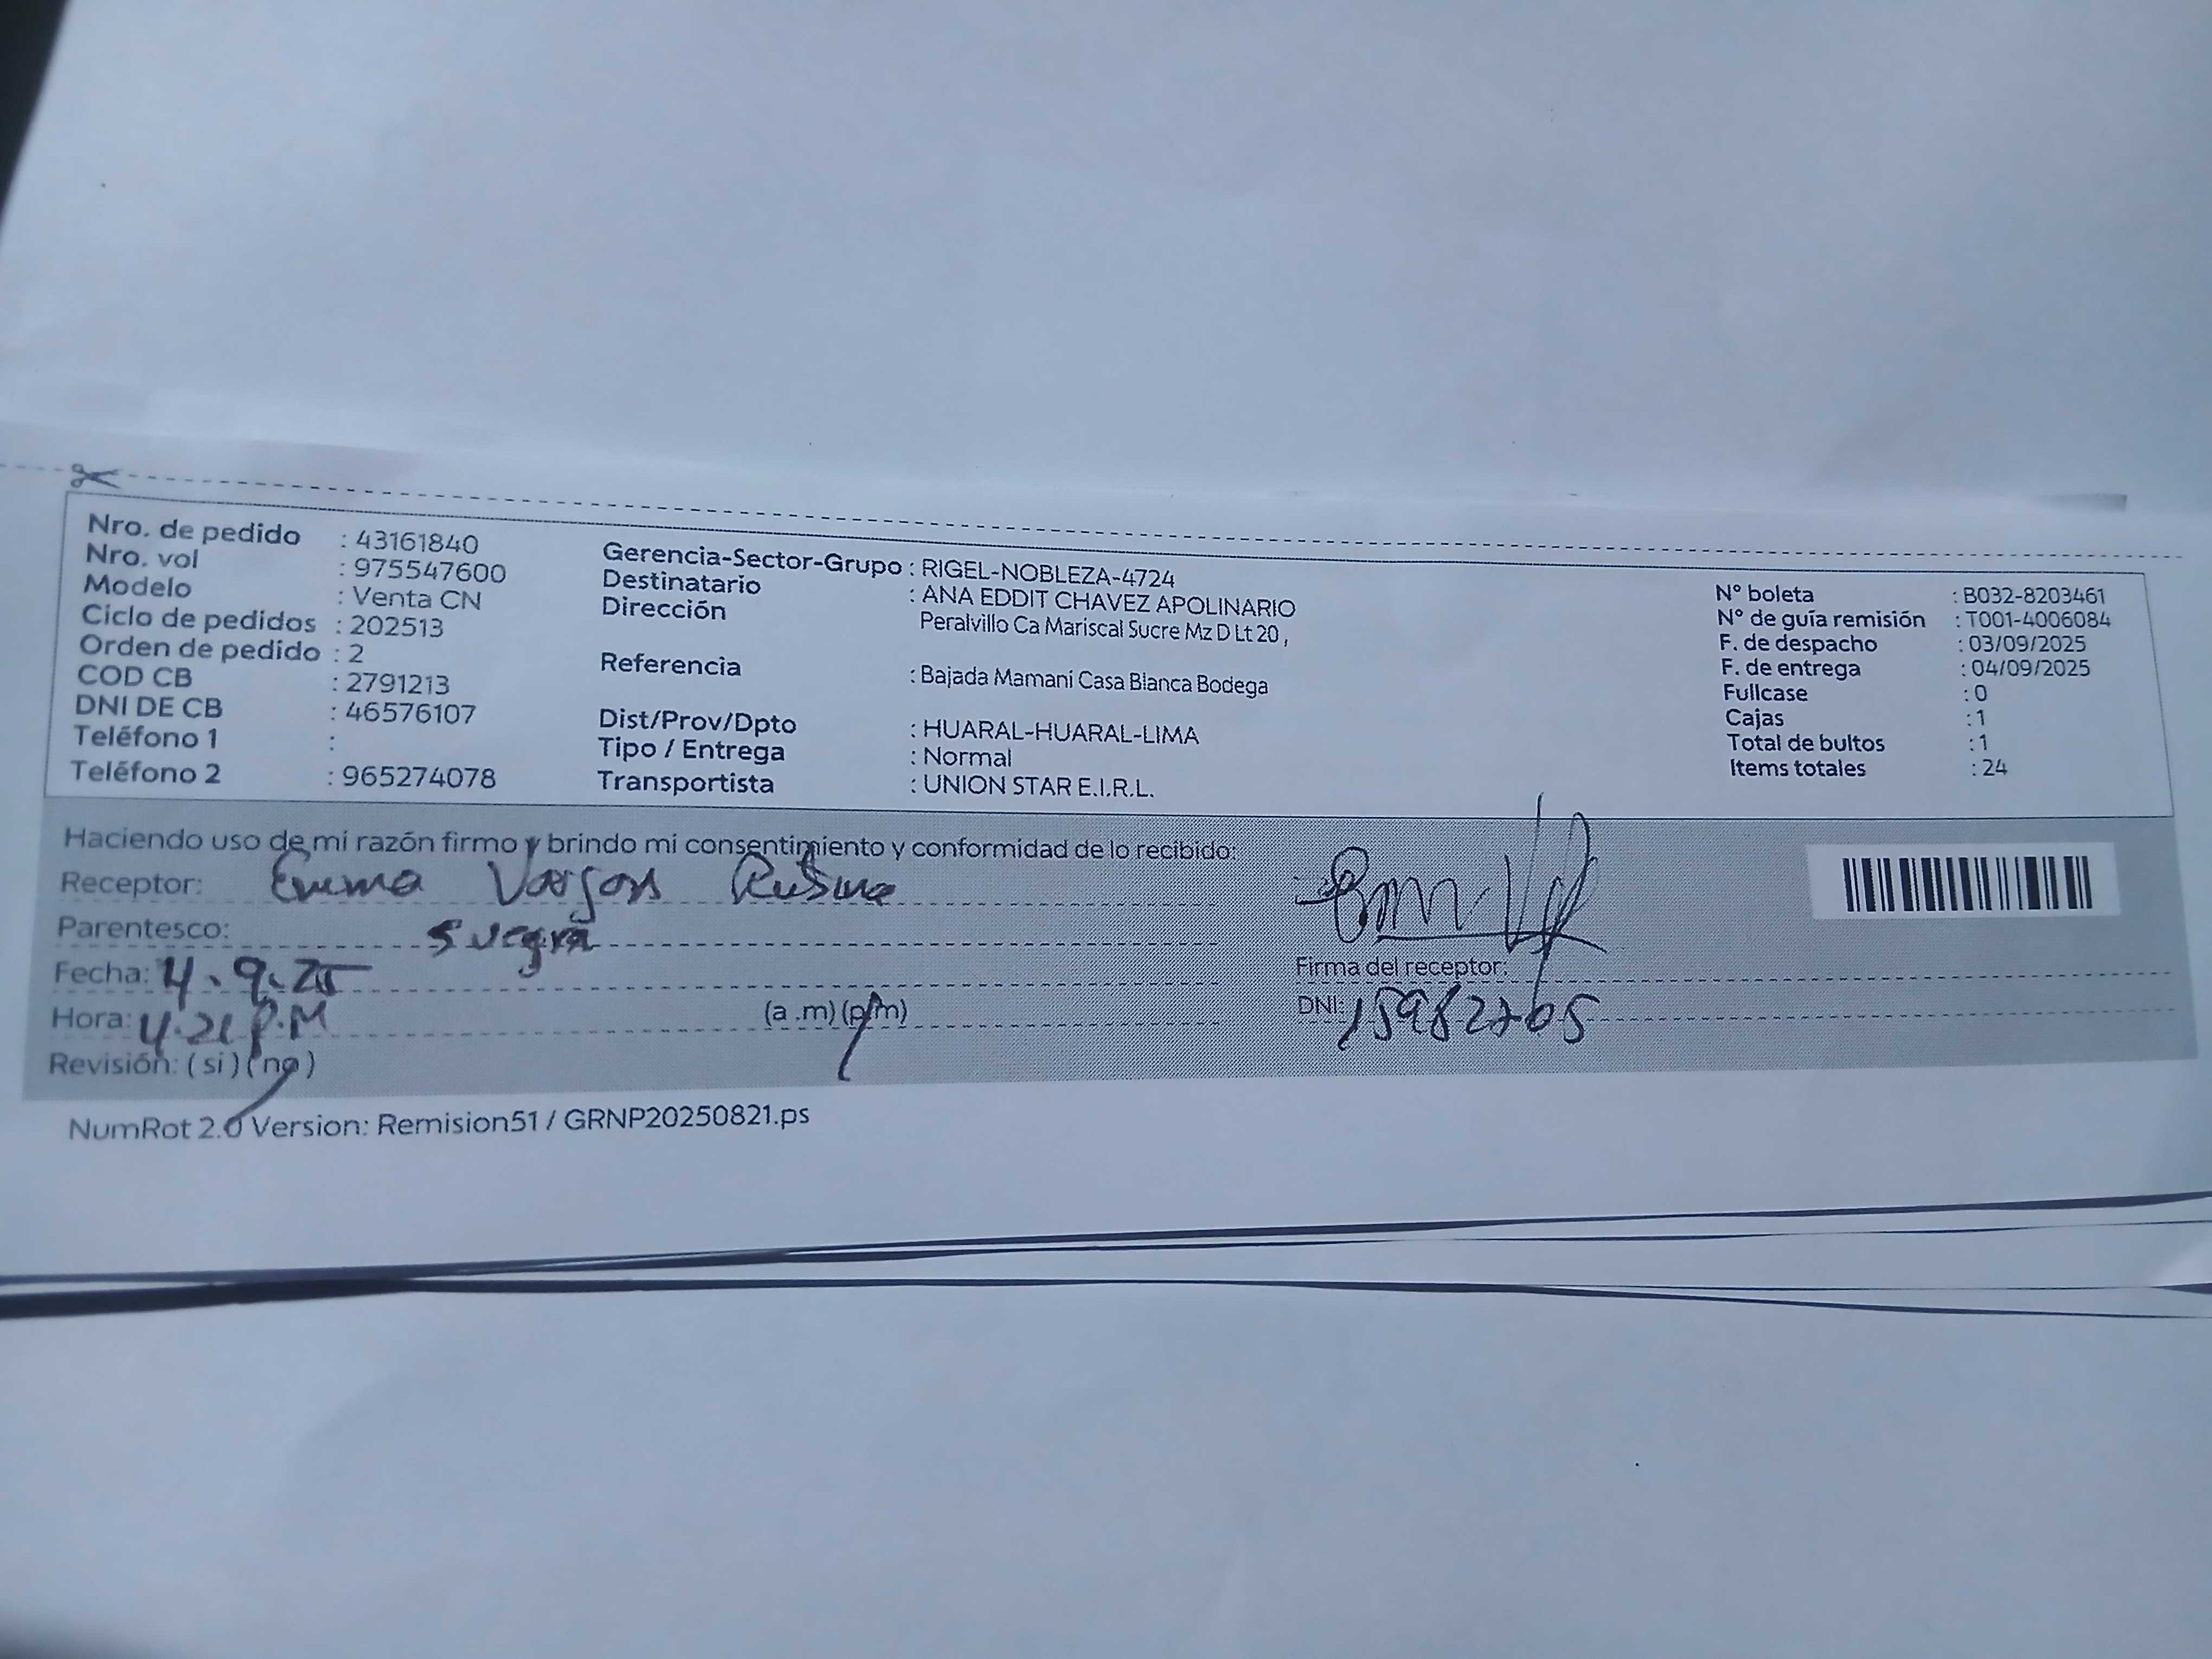 Nro. de pedido : 43161840
Nro. vol : 975547600
Modelo : Venta CN
Ciclo de pedidos : 202513
Orden de pedido : 2
COD CB : 2791213
DNI DE CB : 46576107
Teléfono 1 :
Teléfono 2 : 965274078
Gerencia-Sector-Grupo : RIGEL-NOBLEZA-4724
Destinatario : ANA EDDIT CHAVEZ APOLINARIO
Dirección Peralvillo Ca Mariscal Sucre Mz D Lt 20 ,
Referencia : Bajada Mamani Casa Blanca Bodega
Dist/Prov/Dpto : HUARAL-HUARAL-LIMA
Tipo / Entrega : Normal
Transportista : UNION STAR E.I.R.L.
N° boleta : B032-8203461
N° de guía remisión : T001-4006084
F. de despacho : 03/09/2025
F. de entrega : 04/09/2025
Fullcase : 0
Cajas : 1
Total de bultos : 1
Items totales : 24
Haciendo uso de mi razón firmo y brindo mi consentimiento y conformidad de lo recibido:
Receptor: Emma Vargas
Parentesco: suegra
Fecha: 4.9.25
Hora: 4.21 P.M (a .m) (p.m)
Revisión: ( si ) ( no )
Firma del receptor:
DNI: 15982765
NumRot 2.0 Version: Remision51 / GRNP20250821.ps